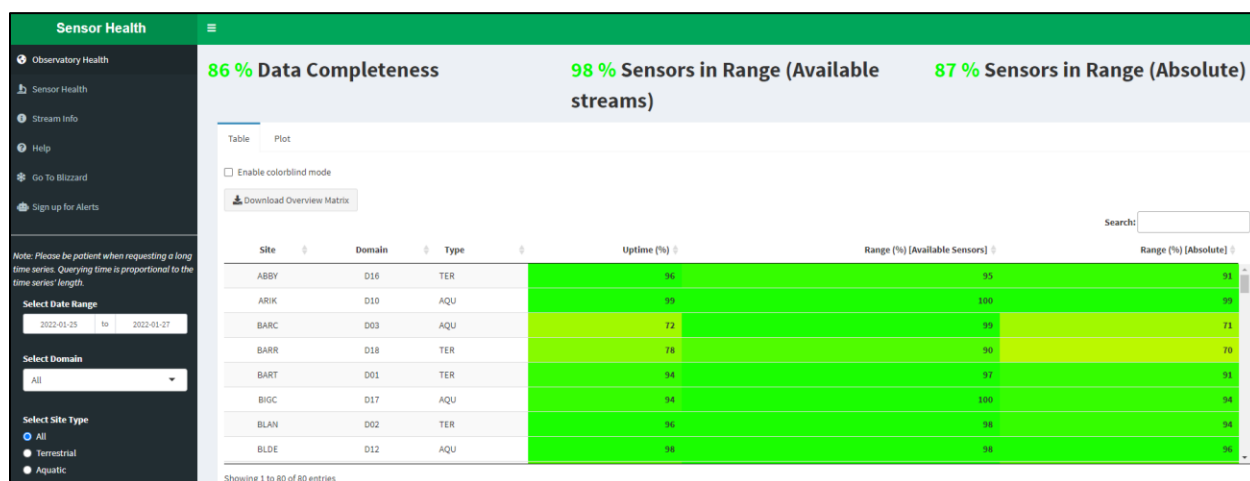 Sensor Health
Observatory Health
Sensor Health
Stream Info
Help
Go To Blizzard
Sign up for Alerts
Note: Please be patient when requesting a long
time series. Querying time is proportional to the
time series' length.
Select Date Range
2022-01-25 to 2022-01-27
Select Domain
All
Select Site Type
All
Terrestrial
Aquatic
86 % Data Completeness
98 % Sensors in Range (Available
streams)
87 % Sensors in Range (Absolute)
Table Plot
Enable colorblind mode
Download Overview Matrix
Search:
Site Domain Type Uptime (%) Range (%) [Available Sensors] Range (%) [Absolute]
ABBY D16 TER 96 95 91
ARIK D10 AQU 99 100 99
BARC D03 AQU 72 99 71
BARR D18 TER 78 90 70
BART D01 TER 94 97 91
BIGC D17 AQU 94 100 94
BLAN D02 TER 96 98 94
BLDE D12 AQU 98 98 96
Showing 1 to 80 of 80 entries